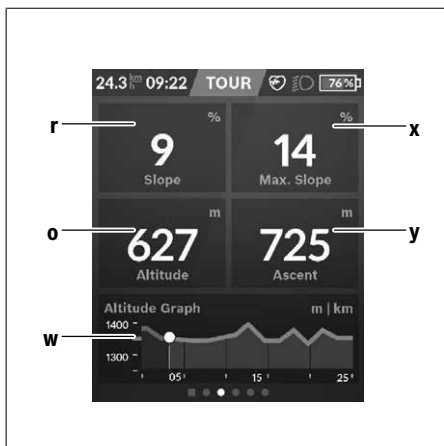 24.3 km/h 09:22 TOUR 76%
r % % x
9 14
Slope Max. Slope
o m m y
627 725
Altitude Ascent
Altitude Graph m | km
w 1400
1300
05' 15' 25'